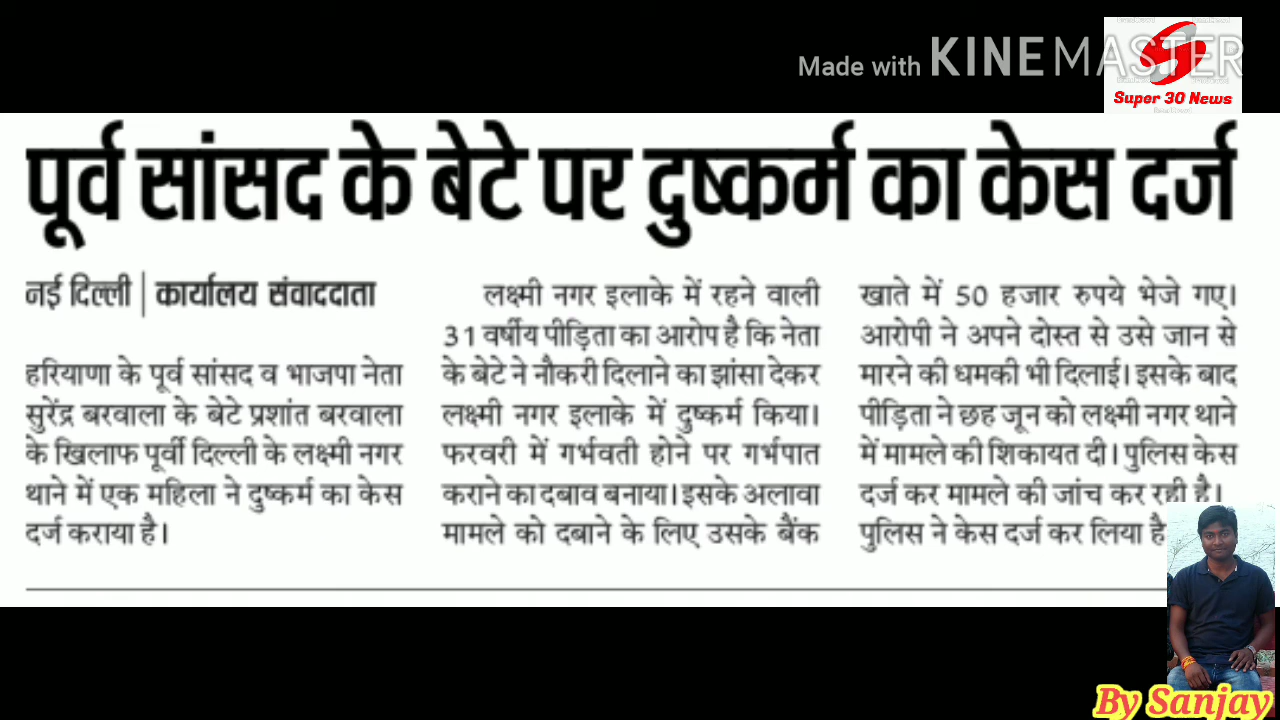 Made with KINEMASTER
Super 30 News
पूर्व सांसद के बेटे पर दुष्कर्म का केस दर्ज
नई दिल्ली | कार्यालय संवाददाता
हरियाणा के पूर्व सांसद व भाजपा नेता
सुरेंद्र बरवाला के बेटे प्रशांत बरवाला
के खिलाफ पूर्वी दिल्ली के लक्ष्मी नगर
थाने में एक महिला ने दुष्कर्म का केस
दर्ज कराया है।
लक्ष्मी नगर इलाके में रहने वाली
31 वर्षीय पीड़िता का आरोप है कि नेता
के बेटे ने नौकरी दिलाने का झांसा देकर
लक्ष्मी नगर इलाके में दुष्कर्म किया।
फरवरी में गर्भवती होने पर गर्भपात
कराने का दबाव बनाया। इसके अलावा
मामले को दबाने के लिए उसके बैंक
खाते में 50 हजार रुपये भेजे गए।
आरोपी ने अपने दोस्त से उसे जान से
मारने की धमकी भी दिलाई। इसके बाद
पीड़िता ने छह जून को लक्ष्मी नगर थाने
में मामले की शिकायत दी। पुलिस केस
दर्ज कर मामले की जांच कर रही है।
पुलिस ने केस दर्ज कर लिया है
By Sanjay